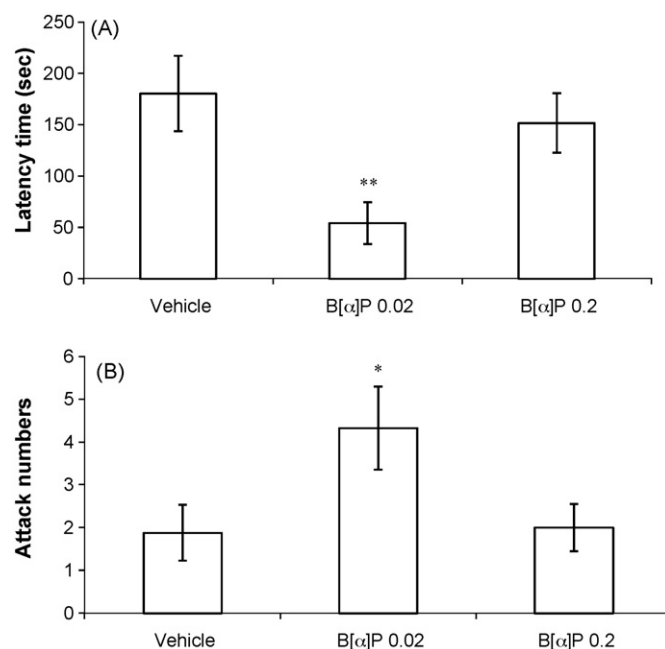 (A)
Latency time (sec)
250
200
150
100
50
0
**
Vehicle B[α]P 0.02 B[α]P 0.2
(B)
Attack numbers
6
5
4
3
2
1
0
*
Vehicle B[α]P 0.02 B[α]P 0.2